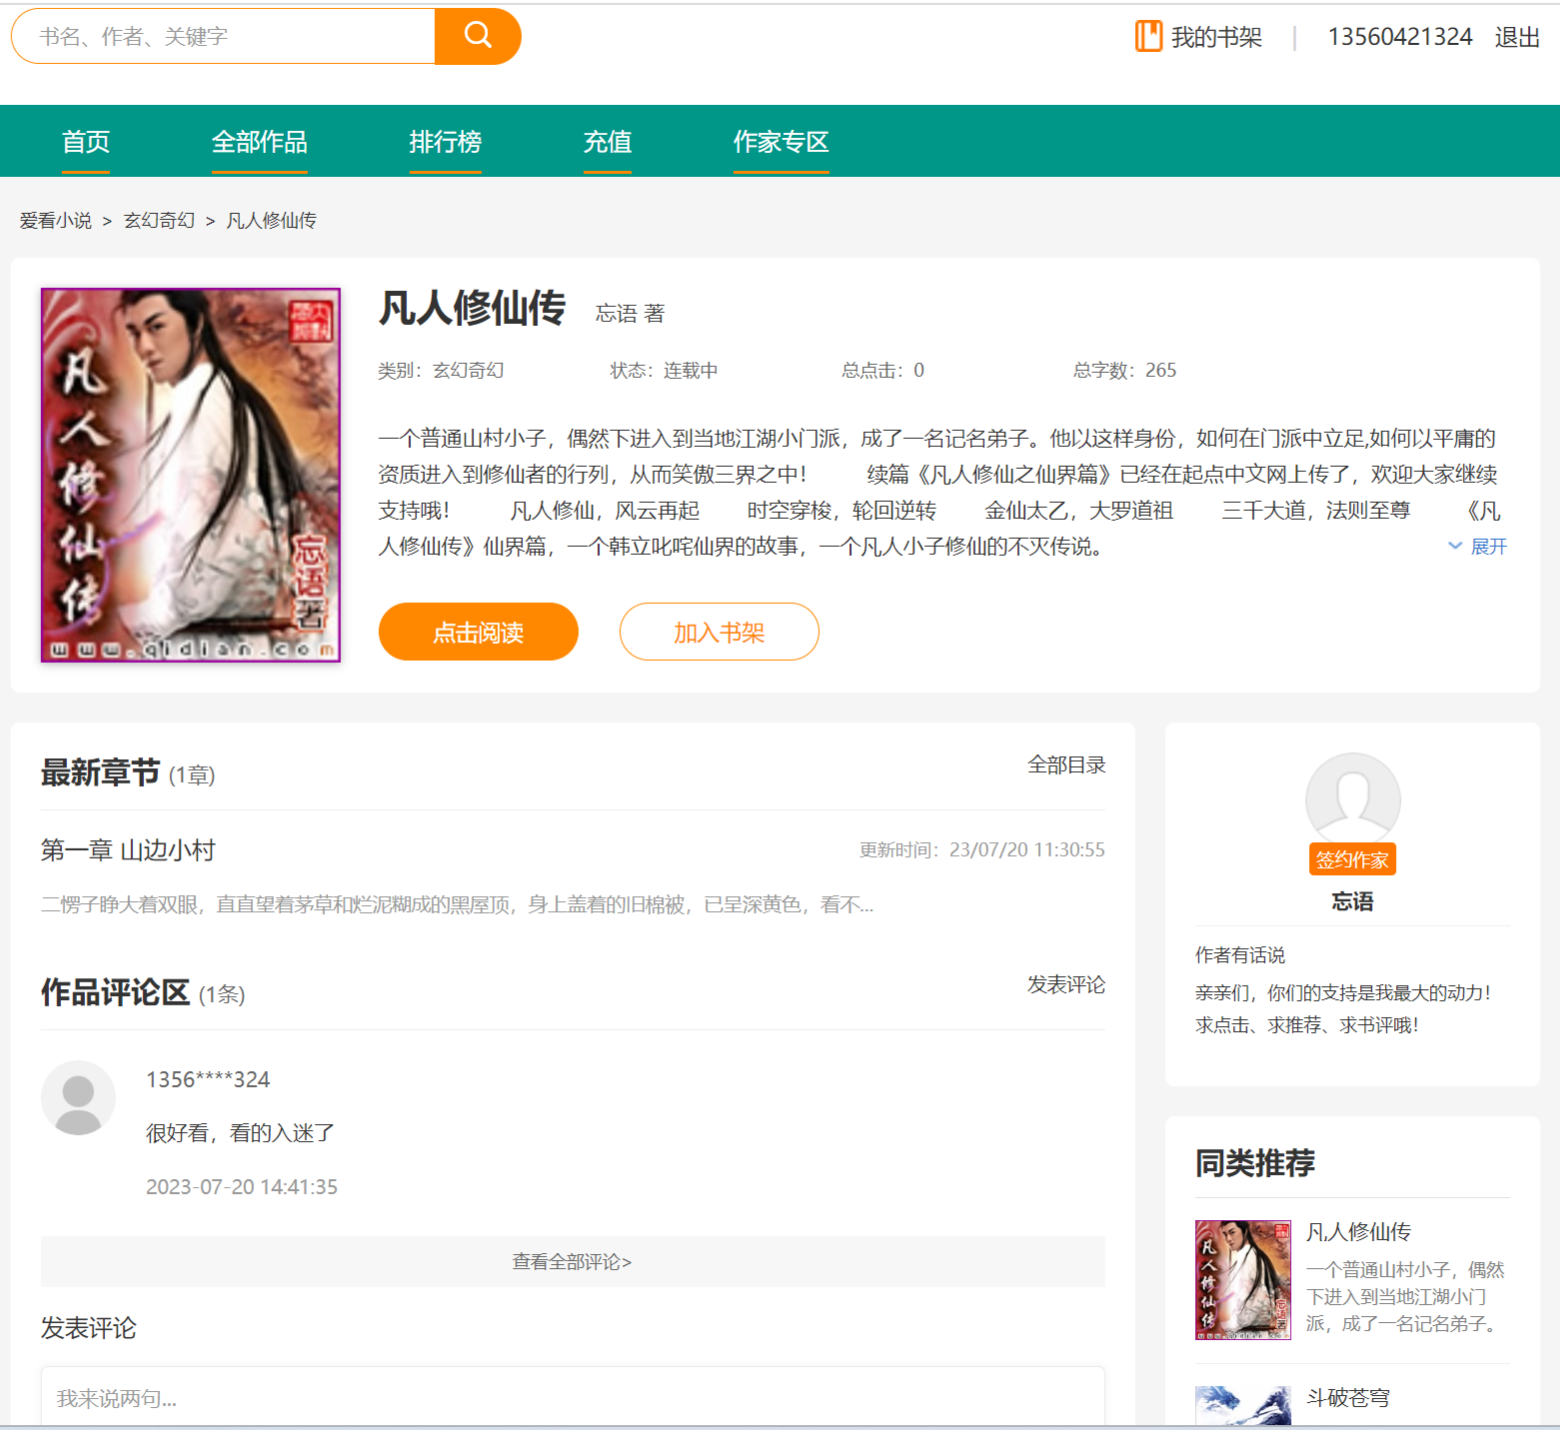 书名、作者、关键字
我的书架 | 13560421324 退出
首页 全部作品 排行榜 充值 作家专区
爱看小说 > 玄幻奇幻 > 凡人修仙传
凡人修仙传
忘语著
www.qidian.com
凡人修仙传 忘语 著
类别：玄幻奇幻 状态：连载中 总点击：0 总字数：265
一个普通山村小子，偶然下进入到当地江湖小门派，成了一名记名弟子。他以这样身份，如何在门派中立足,如何以平庸的
资质进入到修仙者的行列，从而笑傲三界之中！ 续篇《凡人修仙之仙界篇》已经在起点中文网上传了，欢迎大家继续
支持哦！ 凡人修仙，风云再起 时空穿梭，轮回逆转 金仙太乙，大罗道祖 三千大道，法则至尊 《凡
人修仙传》仙界篇，一个韩立叱咤仙界的故事，一个凡人小子修仙的不灭传说。 展开
点击阅读 加入书架
最新章节 (1章) 全部目录
第一章 山边小村 更新时间：23/07/20 11:30:55
二愣子睁大着双眼，直直望着茅草和烂泥糊成的黑屋顶，身上盖着的旧棉被，已呈深黄色，看不...
作品评论区 (1条) 发表评论
1356****324
很好看，看的入迷了
2023-07-20 14:41:35
查看全部评论>
发表评论
我来说两句...
签约作家
忘语
作者有话说
亲亲们，你们的支持是我最大的动力！
求点击、求推荐、求书评哦！
同类推荐
凡人修仙传
忘语著
凡人修仙传
一个普通山村小子，偶然
下进入到当地江湖小门
派，成了一名记名弟子。
斗破苍穹